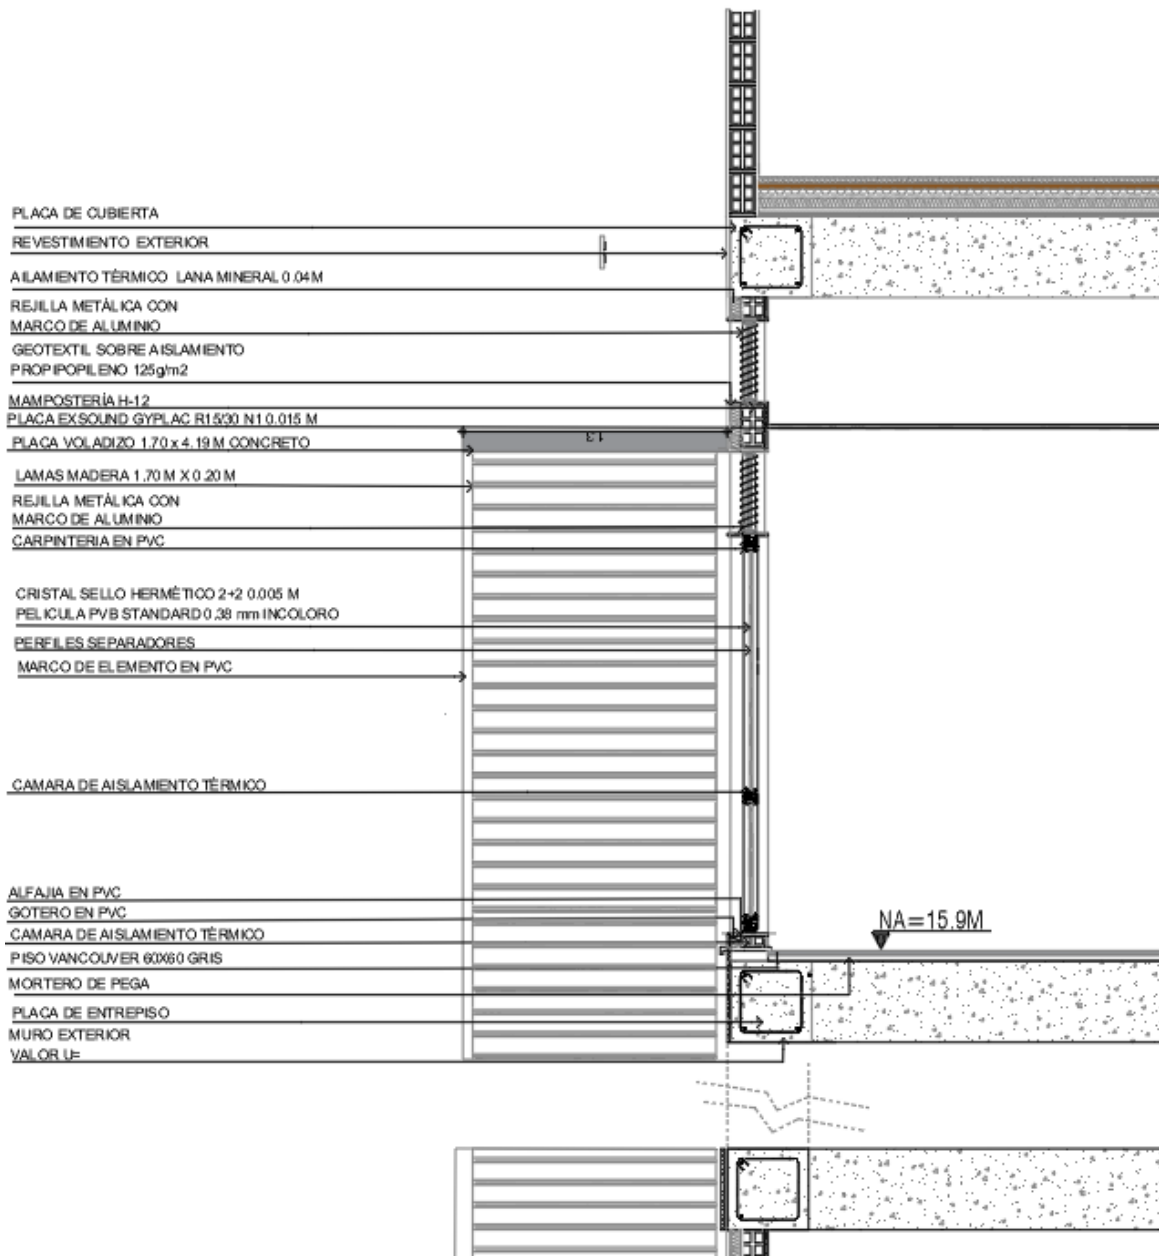 PLACA DE CUBIERTA
REVESTIMIENTO EXTERIOR
AILAMIENTO TÉRMICO LANA MINERAL 0.04M
REJILLA METÁLICA CON
MARCO DE ALUMINIO
GEOTEXTIL SOBRE AISLAMIENTO
PROPIPOPILENO 125g/m2
MAMPOSTERÍA H-12
PLACA EXSOUND GYPLAC R15/30 N1 0.015 M
PLACA VOLADIZO 1.70 x 4.19 M CONCRETO
1.3
LAMAS MADERA 1.70 M X 0.20 M
REJILLA METÁLICA CON
MARCO DE ALUMINIO
CARPINTERIA EN PVC
CRISTAL SELLO HERMÉTICO 2+2 0.005 M
PELICULA PVB STANDARD 0,38 mm INCOLORO
PERFILES SEPARADORES
MARCO DE ELEMENTO EN PVC
CAMARA DE AISLAMIENTO TÉRMICO
ALFAJIA EN PVC
GOTERO EN PVC
NA=15.9M
CAMARA DE AISLAMIENTO TÉRMICO
PISO VANCOUVER 60X60 GRIS
MORTERO DE PEGA
PLACA DE ENTREPISO
MURO EXTERIOR
VALOR U=